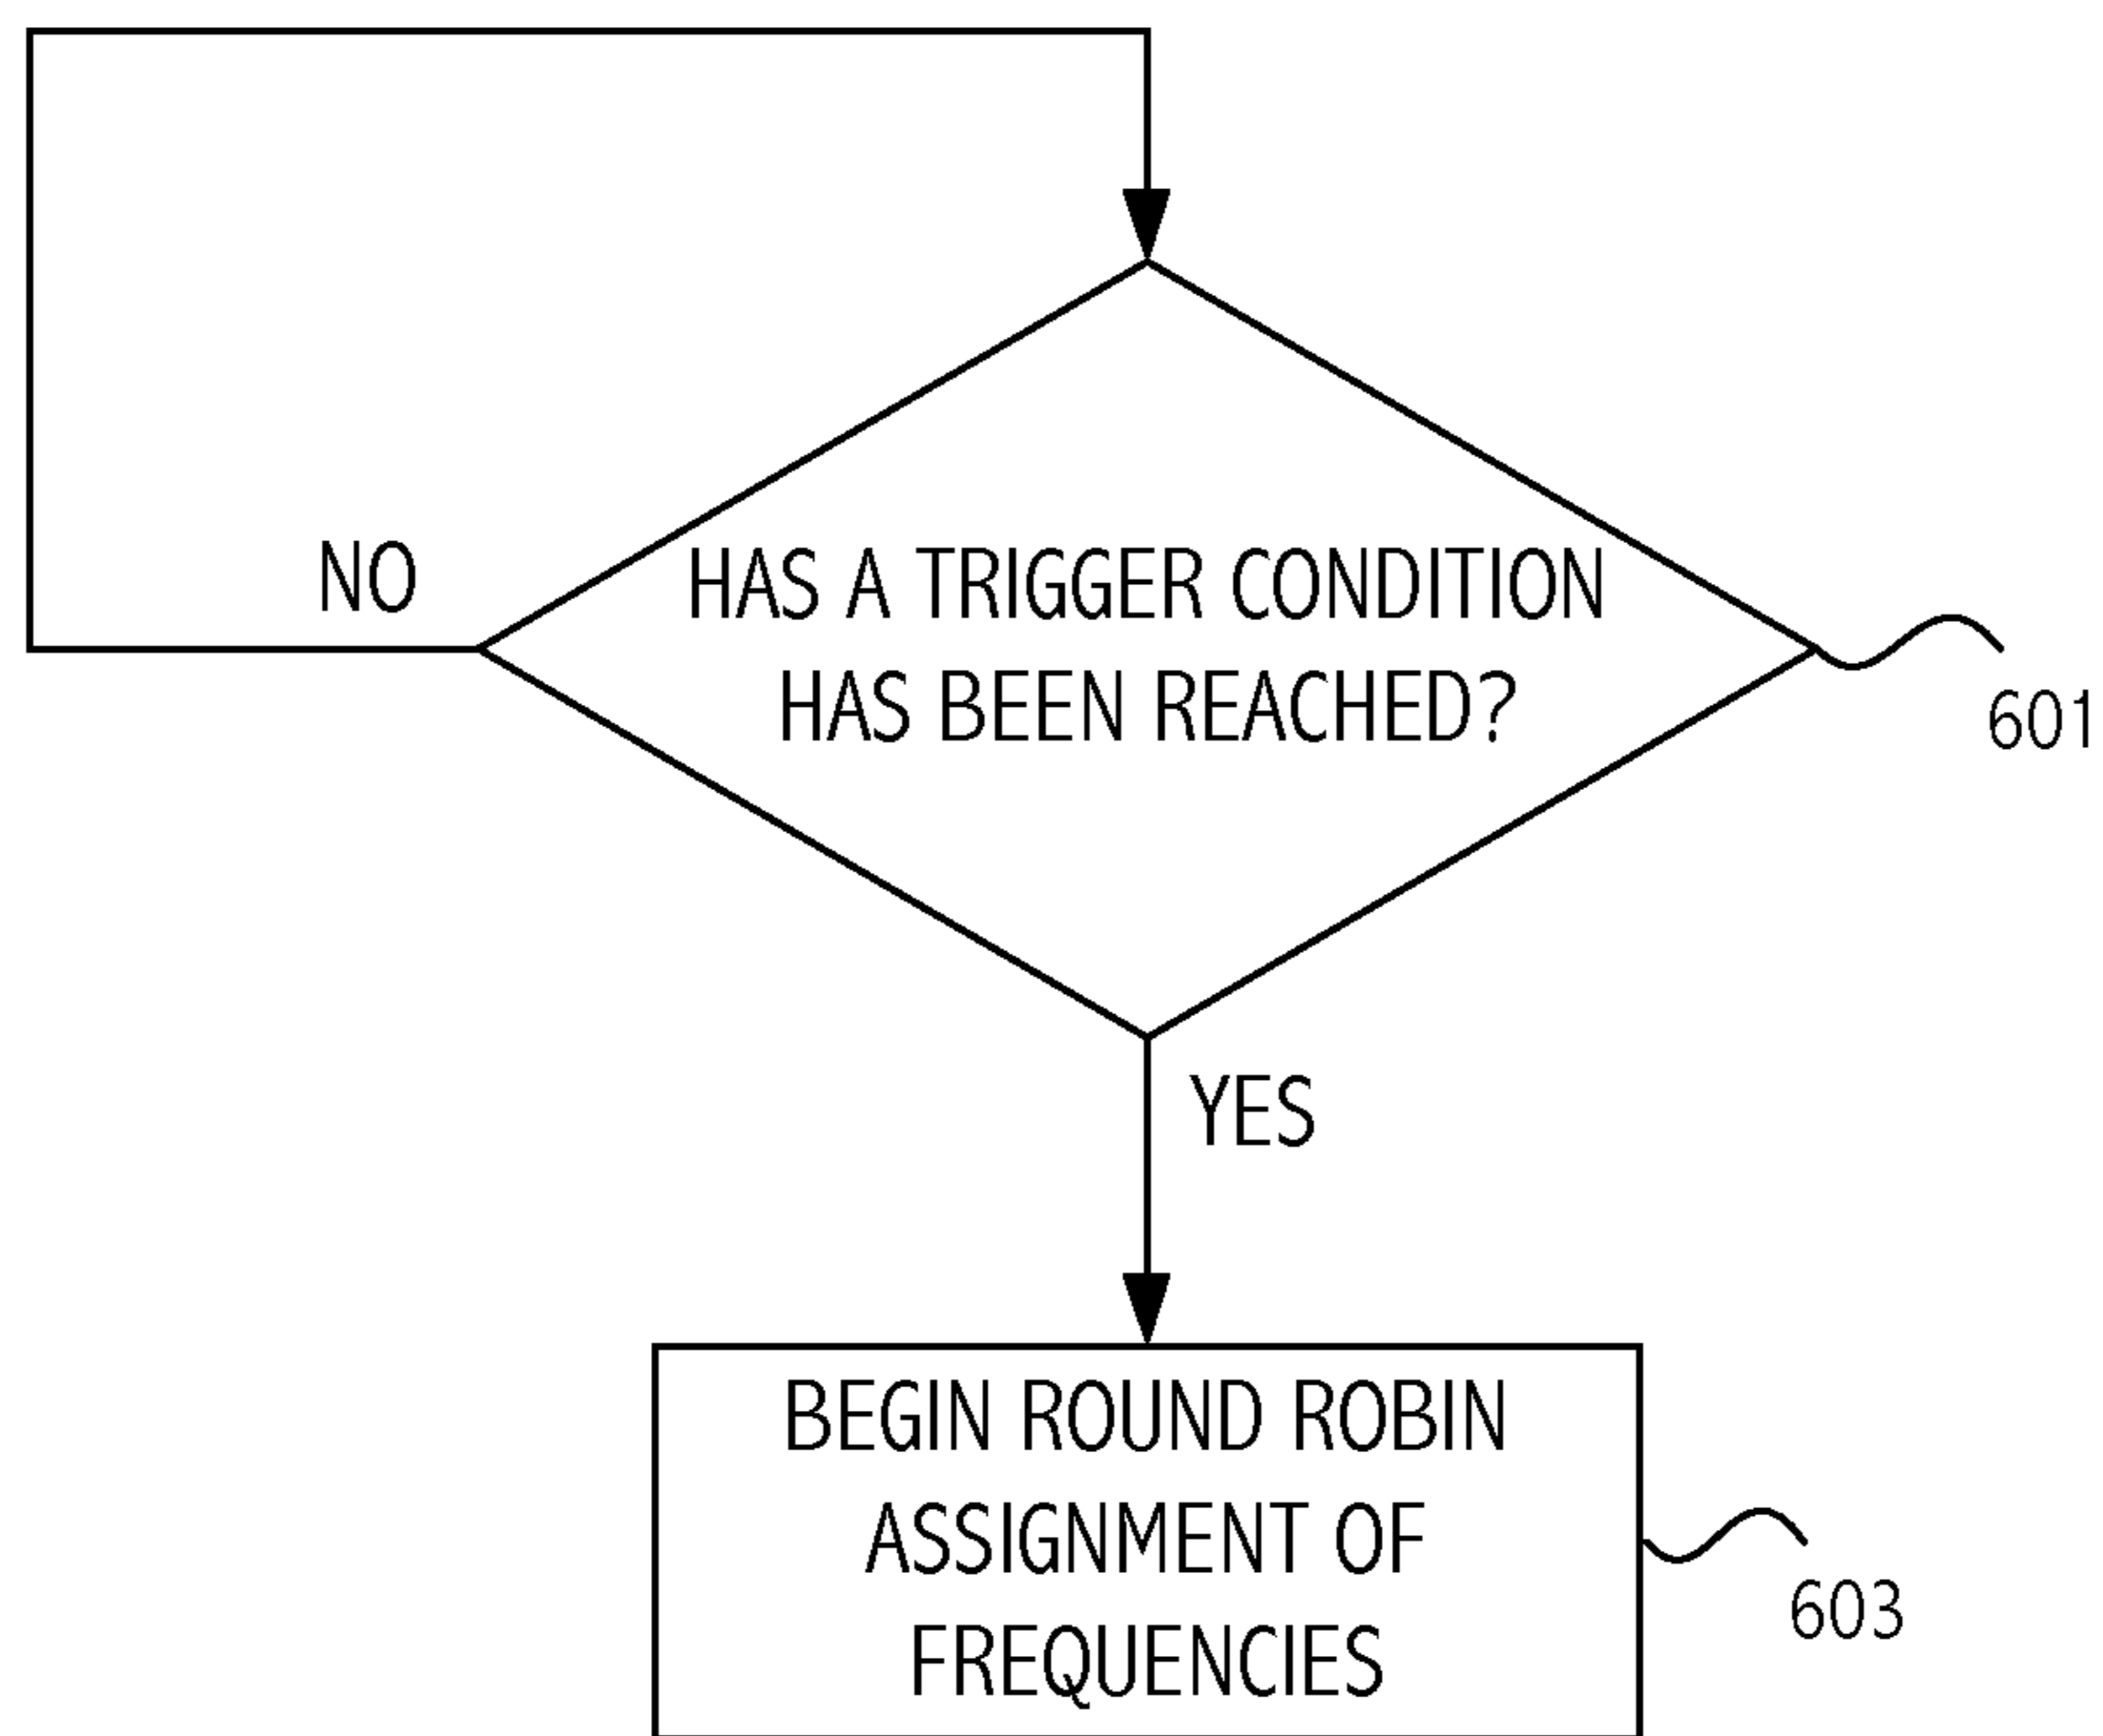 NO
HAS A TRIGGER CONDITION
HAS BEEN REACHED?
601
YES
BEGIN ROUND ROBIN
ASSIGNMENT OF
FREQUENCIES
603